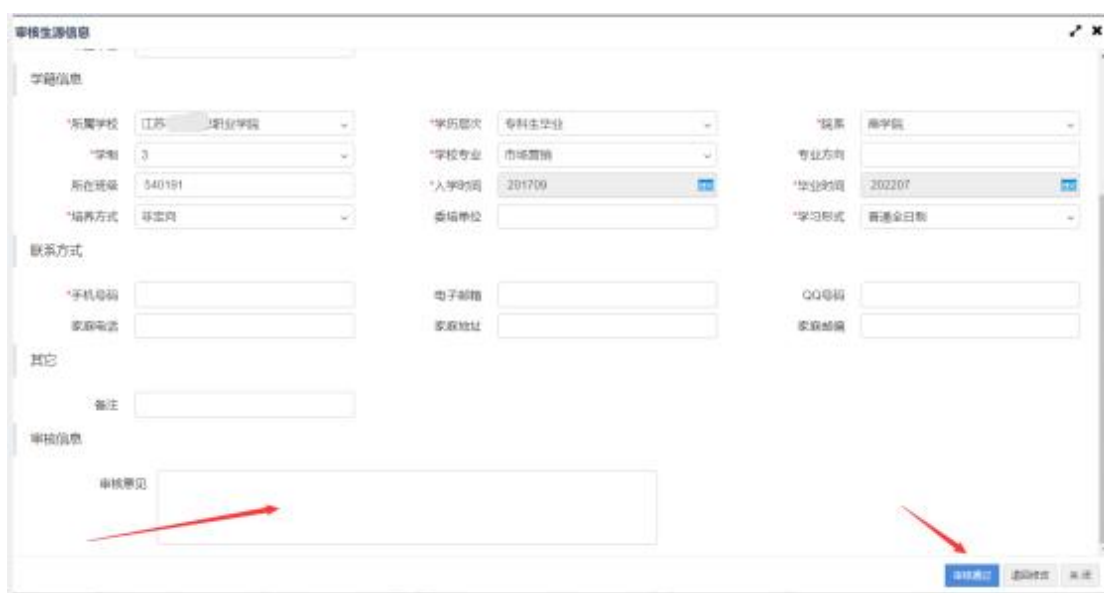 审核生源信息
学籍信息
*所属学校 江苏 职业学院 *学历层次 专科生毕业 *院系 商学院
*学制 3 *学校专业 市场营销 专业方向
所在班级 540191 *入学时间 201709 *毕业时间 202207
*培养方式 非定向 委培单位 *学习形式 普通全日制
联系方式
*手机号码 电子邮箱 QQ号码
家庭电话 家庭地址 家庭邮编
其它
备注
审核信息
审核意见
审核通过 退回修改 关闭